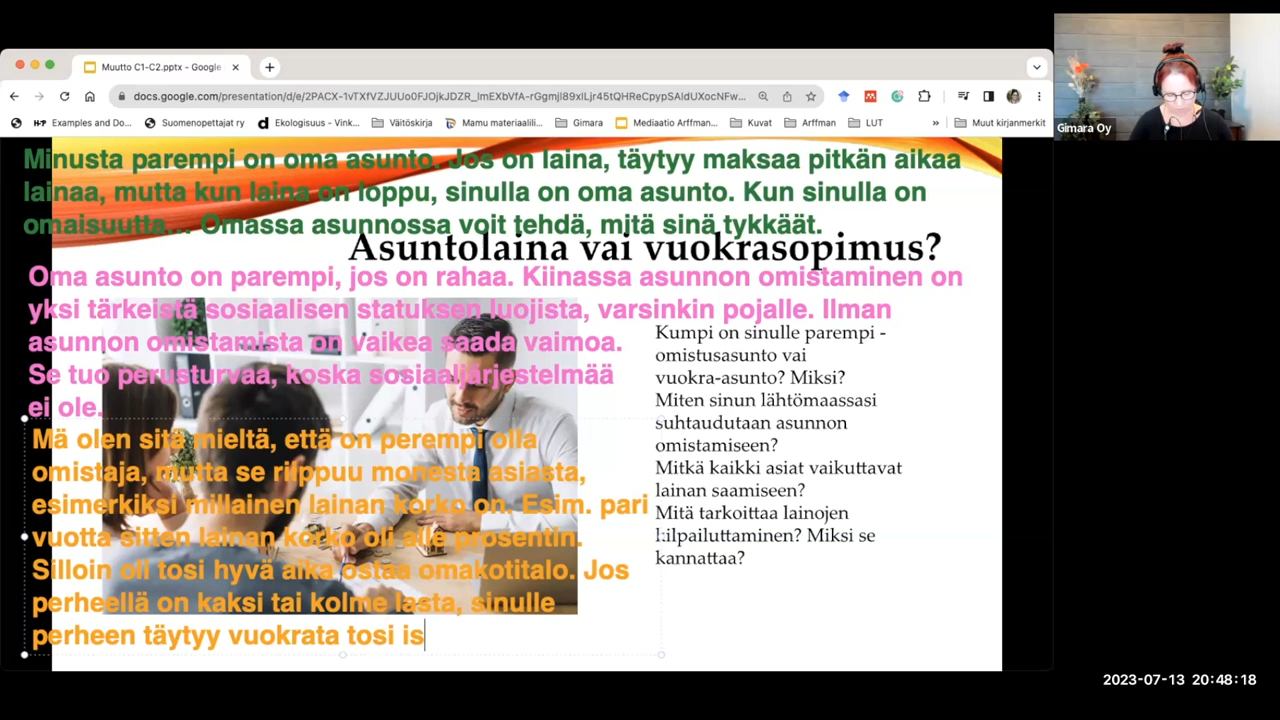 Muutto C1-C2.pptx - Google
docs.google.com/presentation/d/e/2PACX-1vTXfVZJUUo0FJOjkJDZR_ImEXbVfA-rGgmjl89xILjr45tQHReCpypSAldUXocNFw...
Examples and Do...
Suomenopettajat ry
Ekologisuus - Vink...
Väitöskirja
Mamu materiaalil...
Gimara
Mediaatio Arffman...
Kuvat
Arffman
LUT
»
Muut kirjanmerkit
Gimara Oy
Minusta parempi on oma asunto. Jos on laina, täytyy maksaa pitkän aikaa
lainaa, mutta kun laina on loppu, sinulla on oma asunto. Kun sinulla on
omaisuutta... Omassa asunnossa voit tehdä, mitä sinä tykkäät.
Asuntolaina vai vuokrasopimus?
Oma asunto on parempi, jos on rahaa. Kiinassa asunnon omistaminen on
yksi tärkeistä sosiaalisen statuksen luojista, varsinkin pojalle. Ilman
asunnon omistamista on vaikea saada vaimoa.
Se tuo perusturvaa, koska sosiaalijärjestelmää
ei ole.
Mä olen sitä mieltä, että on perempi olla
omistaja, mutta se riippuu monesta asiasta,
esimerkiksi millainen lainan korko on. Esim. pari
vuotta sitten lainan korko oli alle prosentin.
Silloin oli tosi hyvä aika ostaa omakotitalo. Jos
perheellä on kaksi tai kolme lasta, sinulle
perheen täytyy vuokrata tosi is
Kumpi on sinulle parempi -
omistusasunto vai
vuokra-asunto? Miksi?
Miten sinun lähtömaassasi
suhtaudutaan asunnon
omistamiseen?
Mitkä kaikki asiat vaikuttavat
lainan saamiseen?
Mitä tarkoittaa lainojen
kilpailuttaminen? Miksi se
kannattaa?
2023-07-13 20:48:18